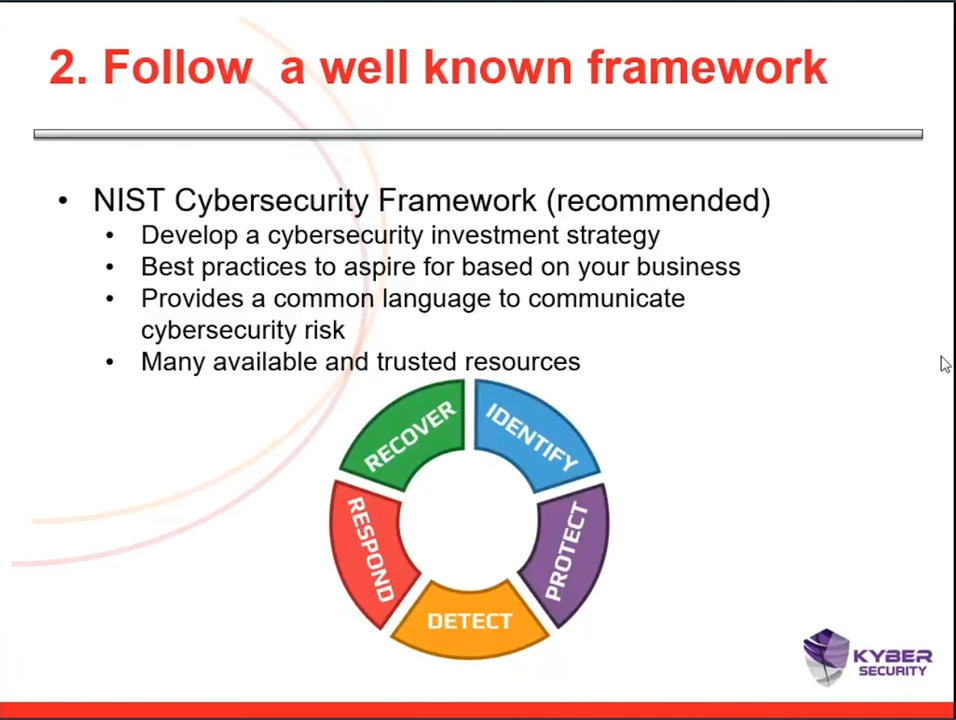 2. Follow  a well known framework
• NIST Cybersecurity Framework (recommended)
• Develop a cybersecurity investment strategy
• Best practices to aspire for based on your business
• Provides a common language to communicate
cybersecurity risk
• Many available and trusted resources
RECOVER
IDENTIFY
RESPOND
PROTECT
DETECT
KYBER
SECURITY